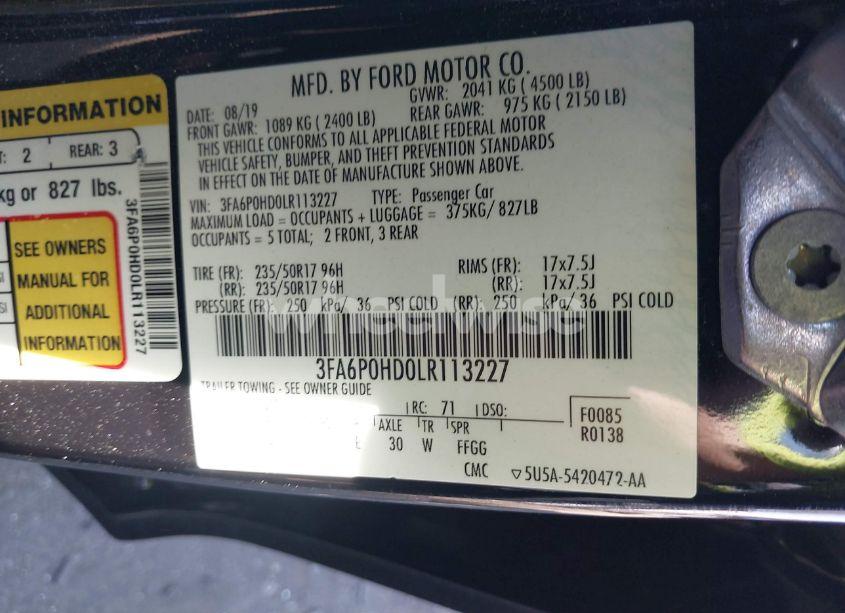 INFORMATION
2 REAR: 3
kg or 827 lbs.
SEE OWNERS
MANUAL FOR
ADDITIONAL
INFORMATION
3FA6P0HD0LR113227
MFD. BY FORD MOTOR CO.
DATE: 08/19 GVWR: 2041 KG ( 4500 LB)
FRONT GAWR: 1089 KG ( 2400 LB) REAR GAWR: 975 KG ( 2150 LB)
THIS VEHICLE CONFORMS TO ALL APPLICABLE FEDERAL MOTOR
VEHICLE SAFETY, BUMPER, AND THEFT PREVENTION STANDARDS
IN EFFECT ON THE DATE OF MANUFACTURE SHOWN ABOVE.
VIN: 3FA6P0HD0LR113227 TYPE: Passenger Car
MAXIMUM LOAD = OCCUPANTS + LUGGAGE = 375KG/ 827LB
OCCUPANTS = 5 TOTAL; 2 FRONT, 3 REAR
TIRE (FR): 235/50R17 96H RIMS (FR): 17x7.5J
(RR): 235/50R17 96H (RR): 17x7.5J
PRESSURE (FR): 250 kPa/ 36 PSI COLD (RR): 250 kPa/ 36 PSI COLD
wheelwise
3FA6P0HD0LR113227
TRAILER TOWING - SEE OWNER GUIDE
RC: 71 DSO:
AXLE TR SPR
30 W FFGG
F0085
R0138
CMC ▽5U5A-5420472-AA